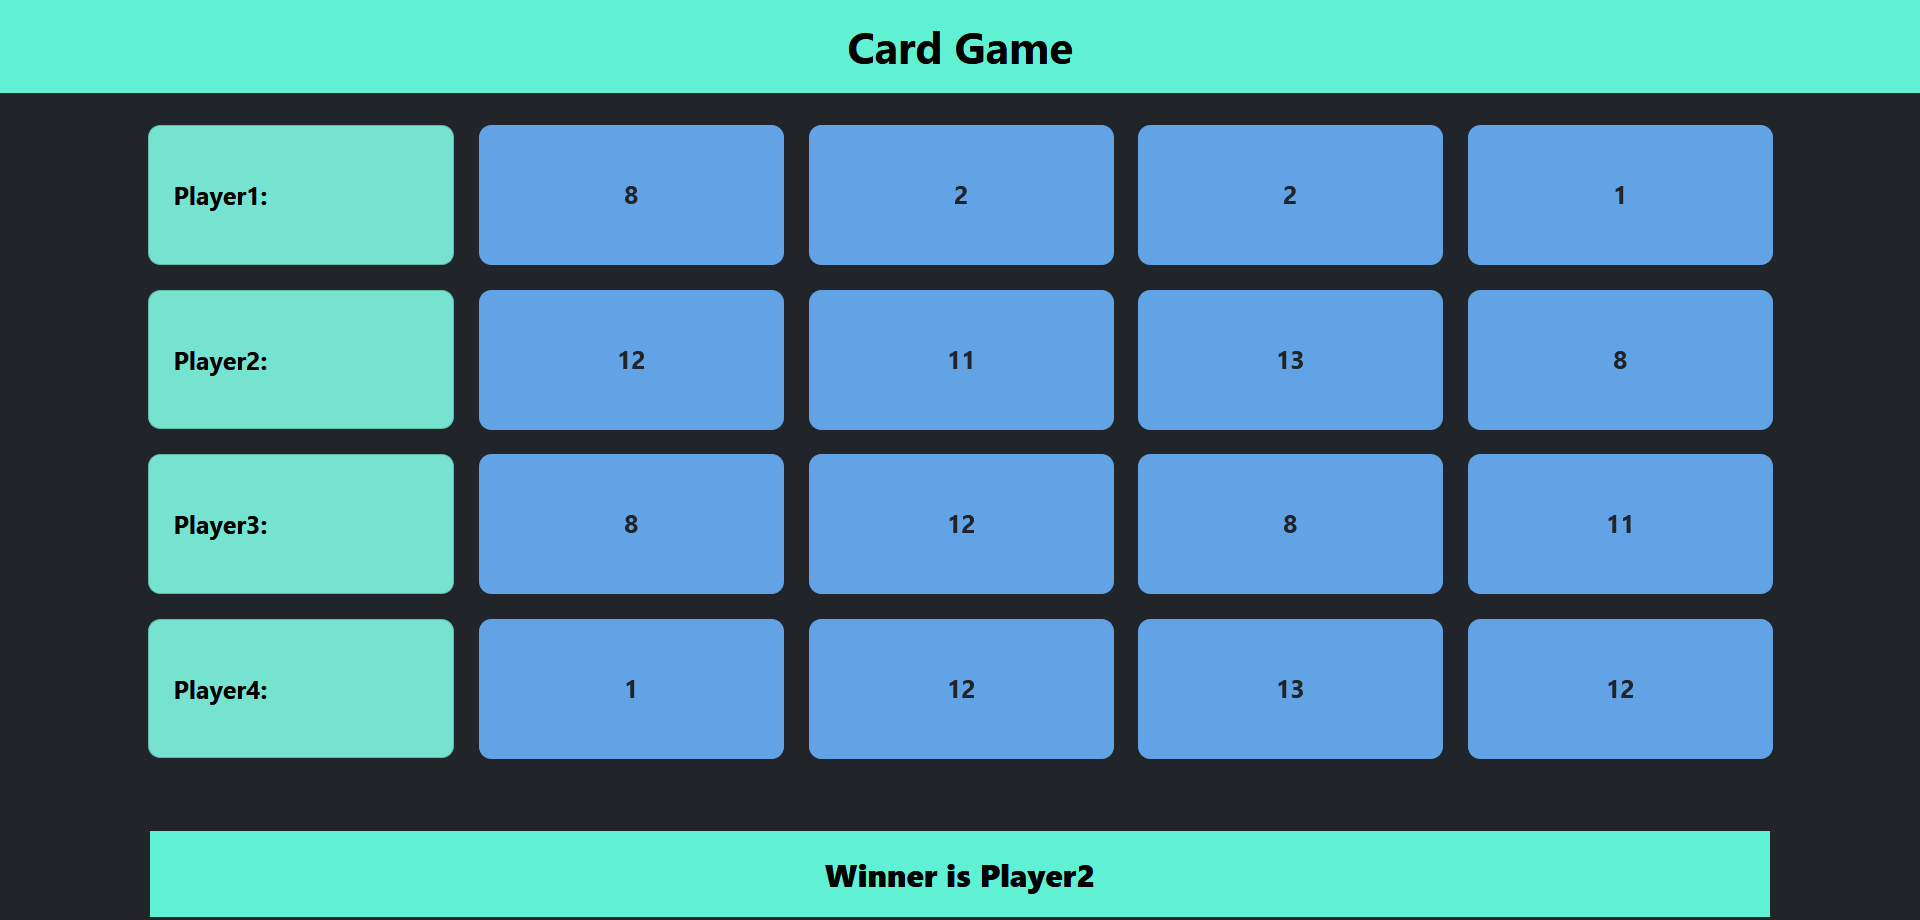 Card Game
Player1: 8 2 2 1
Player2: 12 11 13 8
Player3: 8 12 8 11
Player4: 1 12 13 12
Winner is Player2